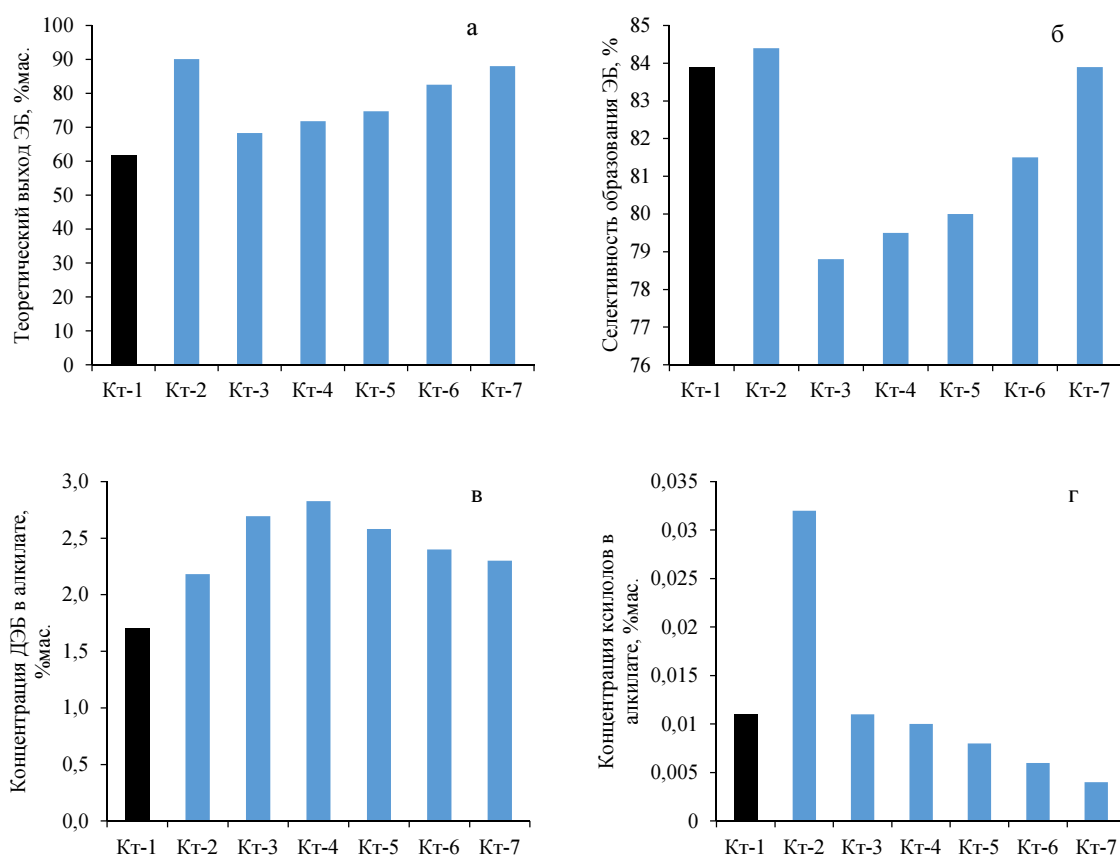 а
Теоретический выход ЭБ, %мас.
100
90
80
70
60
50
40
30
20
10
0
Кт-1 Кт-2 Кт-3 Кт-4 Кт-5 Кт-6 Кт-7
б
Селективность образования ЭБ, %
85
84
83
82
81
80
79
78
77
76
Кт-1 Кт-2 Кт-3 Кт-4 Кт-5 Кт-6 Кт-7
в
Концентрация ДЭБ в алкилате,
%мас.
3,0
2,5
2,0
1,5
1,0
0,5
0,0
Кт-1 Кт-2 Кт-3 Кт-4 Кт-5 Кт-6 Кт-7
г
Концентрация ксилолов в
алкилате, %мас.
0,035
0,03
0,025
0,02
0,015
0,01
0,005
0
Кт-1 Кт-2 Кт-3 Кт-4 Кт-5 Кт-6 Кт-7